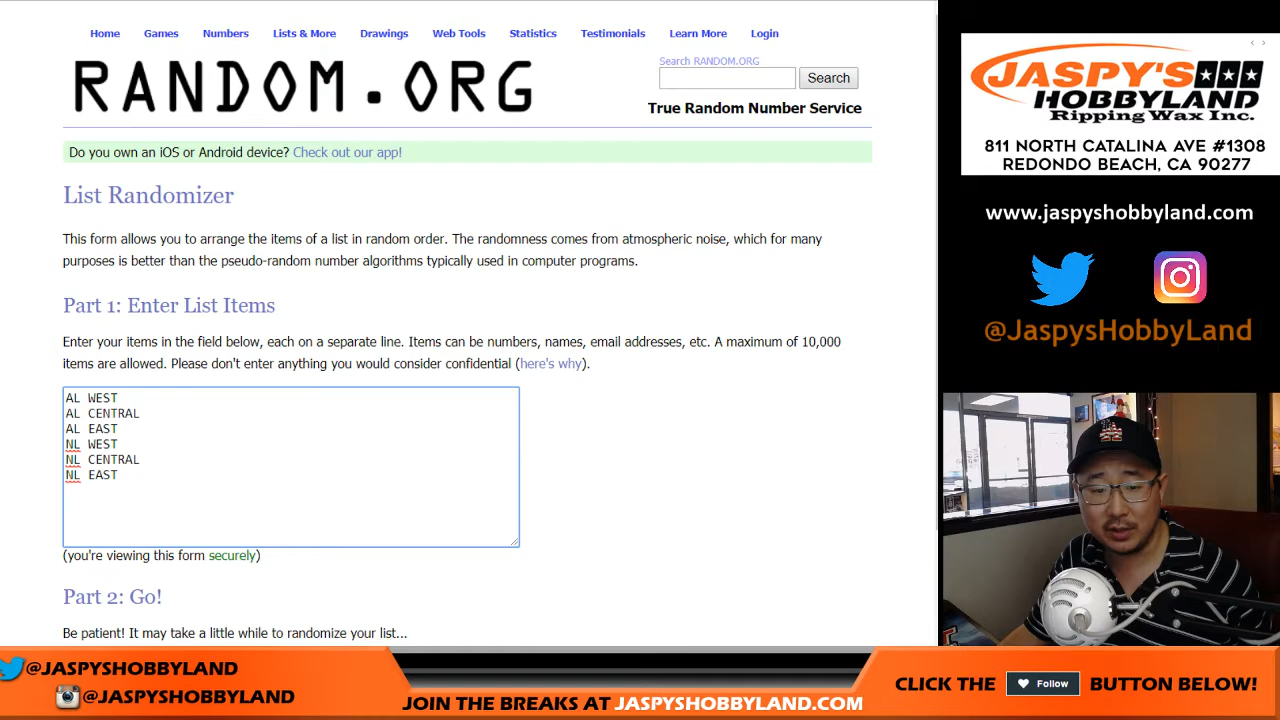 Home Games Numbers Lists & More Drawings Web Tools Statistics Testimonials Learn More Login
RANDOM.ORG
Search RANDOM.ORG
Search
True Random Number Service
Do you own an iOS or Android device? Check out our app!
List Randomizer
This form allows you to arrange the items of a list in random order. The randomness comes from atmospheric noise, which for many
purposes is better than the pseudo-random number algorithms typically used in computer programs.
Part 1: Enter List Items
Enter your items in the field below, each on a separate line. Items can be numbers, names, email addresses, etc. A maximum of 10,000
items are allowed. Please don't enter anything you would consider confidential (here's why).
AL WEST
AL CENTRAL
AL EAST
NL WEST
NL CENTRAL
NL EAST
(you're viewing this form securely)
Part 2: Go!
Be patient! It may take a little while to randomize your list...
JASPY'S
HOBBYLAND
Ripping Wax Inc.
811 NORTH CATALINA AVE #1308
REDONDO BEACH, CA 90277
www.jaspyshobbyland.com
@JaspysHobbyLand
@JASPYSHOBBYLAND
@JASPYSHOBBYLAND
JOIN THE BREAKS AT JASPYSHOBBYLAND.COM
CLICK THE Follow BUTTON BELOW!